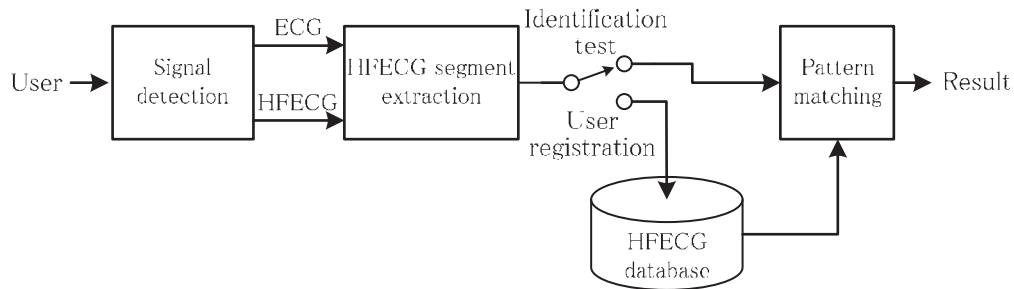 User
Signal
detection
ECG
HFECG
HFECG segment
extraction
Identification
test
User
registration
HFECG
database
Pattern
matching
Result